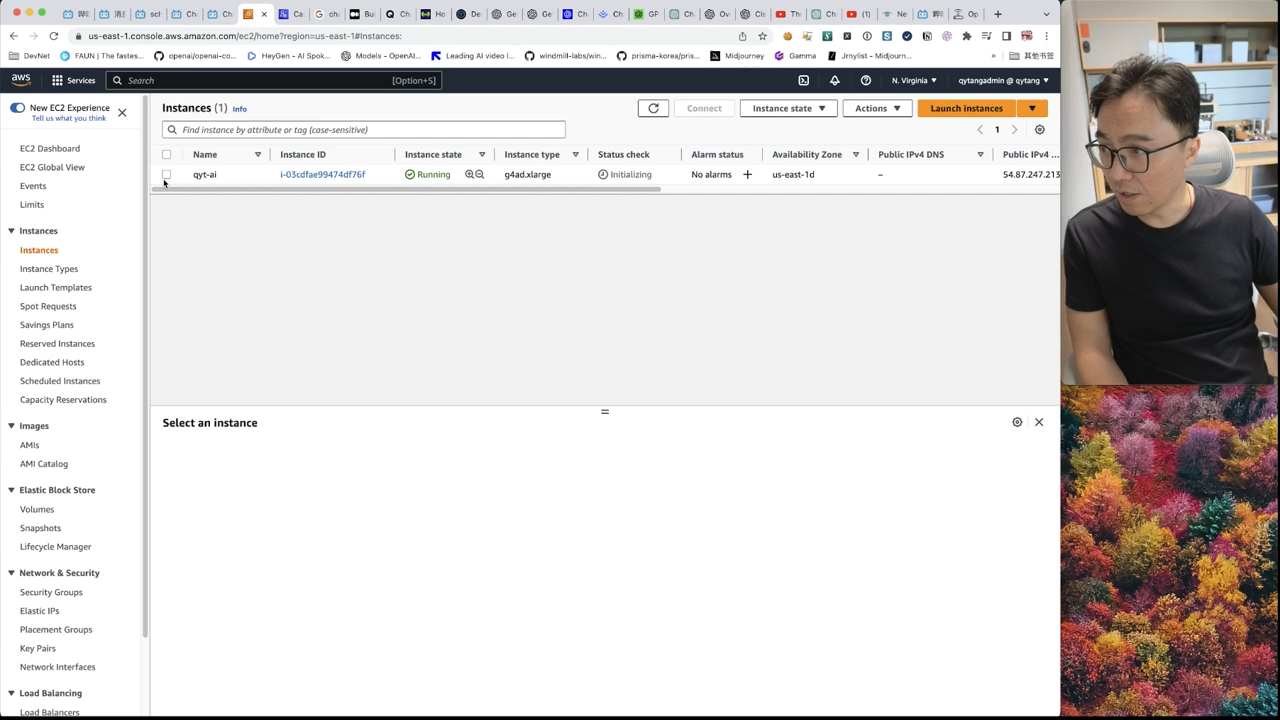 us-east-1.console.aws.amazon.com/ec2/home?region=us-east-1#Instances:
DevNet
FAUN | The fastes...
openai/openai-co...
HeyGen - AI Spok...
Models - OpenAI...
Leading AI video l...
windmill-labs/win...
prisma-korea/pris...
Midjourney
Gamma
Jrnylist – Midjourn...
»
其他书签
aws
Services
Search
[Option+S]
N. Virginia
qytangadmin @ qytang
New EC2 Experience
Tell us what you think
EC2 Dashboard
EC2 Global View
Events
Limits
Instances
Instances
Instance Types
Launch Templates
Spot Requests
Savings Plans
Reserved Instances
Dedicated Hosts
Scheduled Instances
Capacity Reservations
Images
AMIs
AMI Catalog
Elastic Block Store
Volumes
Snapshots
Lifecycle Manager
Network & Security
Security Groups
Elastic IPs
Placement Groups
Key Pairs
Network Interfaces
Load Balancing
Load Balancers
Instances (1) Info
Connect
Instance state
Actions
Launch instances
Find instance by attribute or tag (case-sensitive)
1
Name
Instance ID
Instance state
Instance type
Status check
Alarm status
Availability Zone
Public IPv4 DNS
Public IPv4 ...
qyt-ai
i-03cdfae99474df76f
Running
g4ad.xlarge
Initializing
No alarms
us-east-1d
–
54.87.247.213
Select an instance